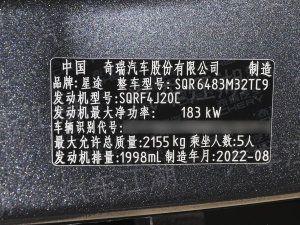 中国 奇瑞汽车股份有限公司 制造
品牌:星途 整车型号:SQR6483M32TC9
发动机型号:SQRF4J20C
发动机最大净功率: 183 kW
车辆识别代号:
最大允许总质量:2155kg 乘坐人数:5人
发动机排量:1998mL 制造年月:2022-08